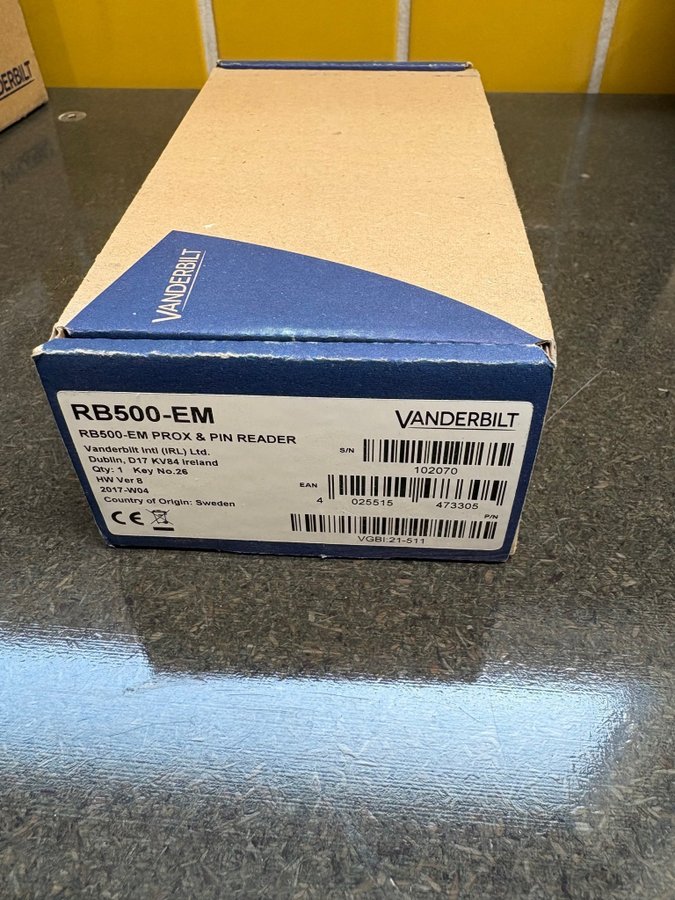 DERBILT
VANDERBILT
RB500-EM
RB500-EM PROX & PIN READER
Vanderbilt Intl (IRL) Ltd.
Dublin, D17 KV84 Ireland
Qty: 1 Key No.26
HW Ver 8
2017-W04
Country of Origin: Sweden
CE
VANDERBILT
S/N
102070
EAN
4 025515 473305
P/N
VGBI:21-511